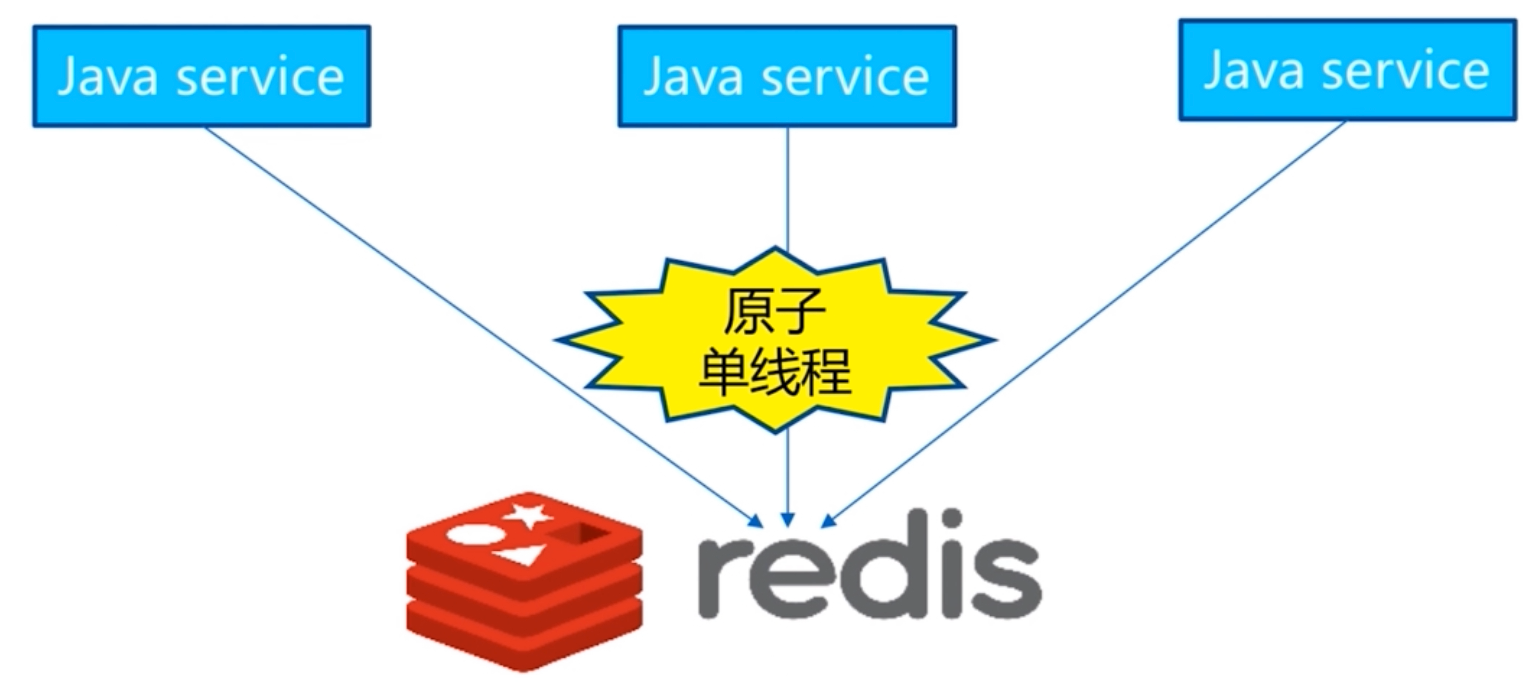 Java service
Java service
Java service
原子
单线程
redis